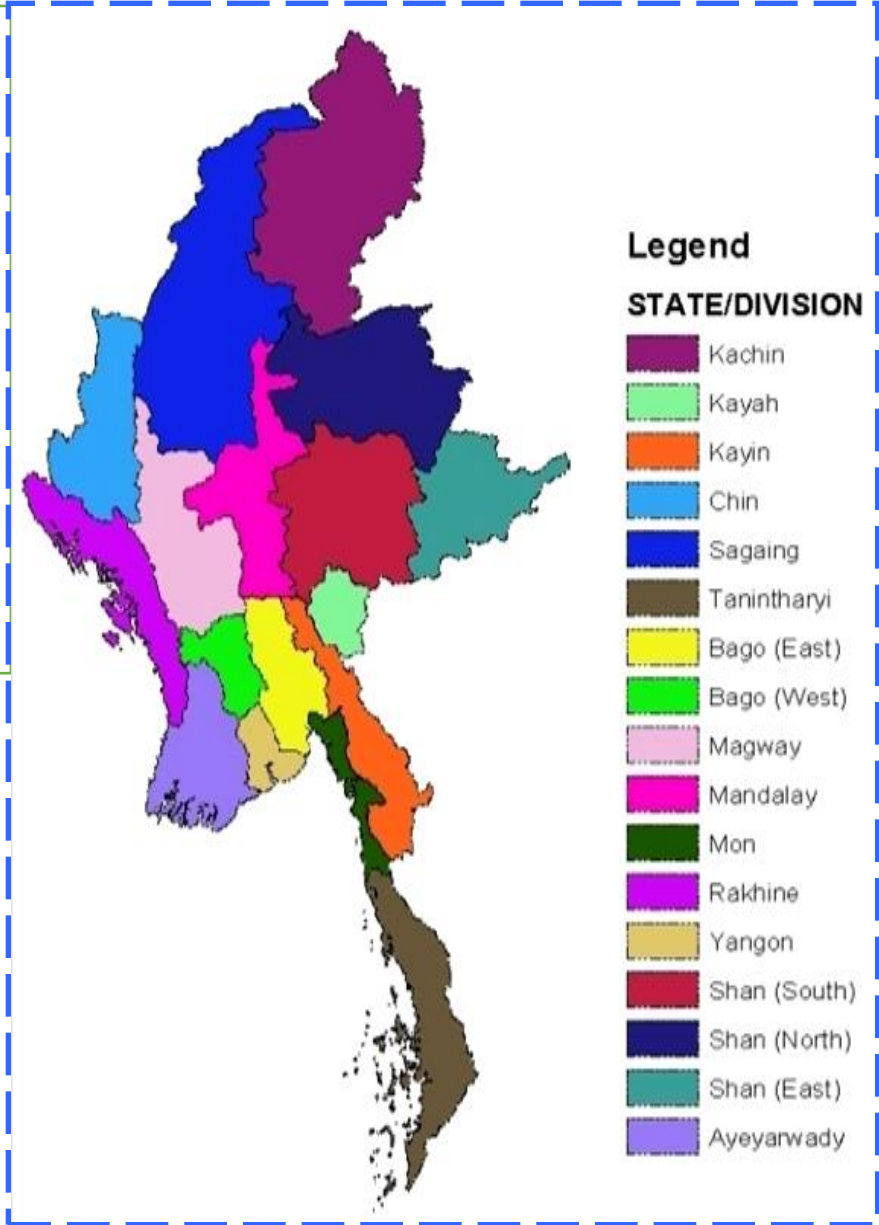 Legend
STATE/DIVISION
Kachin
Kayah
Kayin
Chin
Sagaing
Tanintharyi
Bago (East)
Bago (West)
Magway
Mandalay
Mon
Rakhine
Yangon
Shan (South)
Shan (North)
Shan (East)
Ayeyarwady